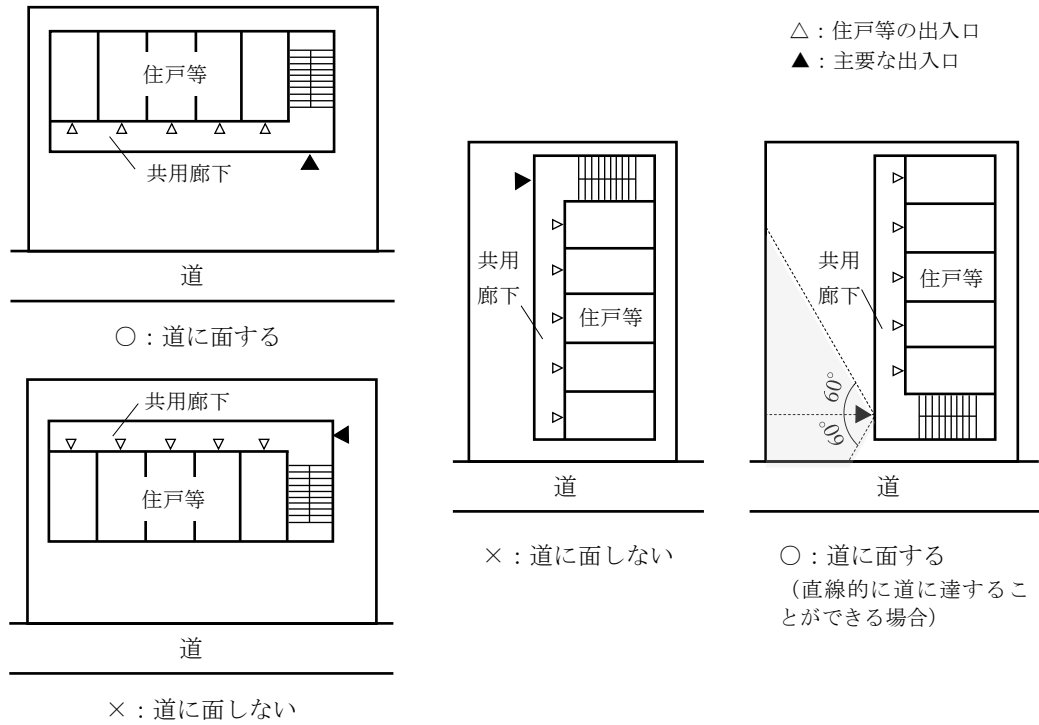 △：住戸等の出入口
▲：主要な出入口
住戸等
共用廊下
道
○：道に面する
共用廊下
住戸等
道
×：道に面しない
共用
廊下
住戸等
道
×：道に面しない
共用
廊下
住戸等
60°
60°
道
○：道に面する
（直線的に道に達するこ
とができる場合）